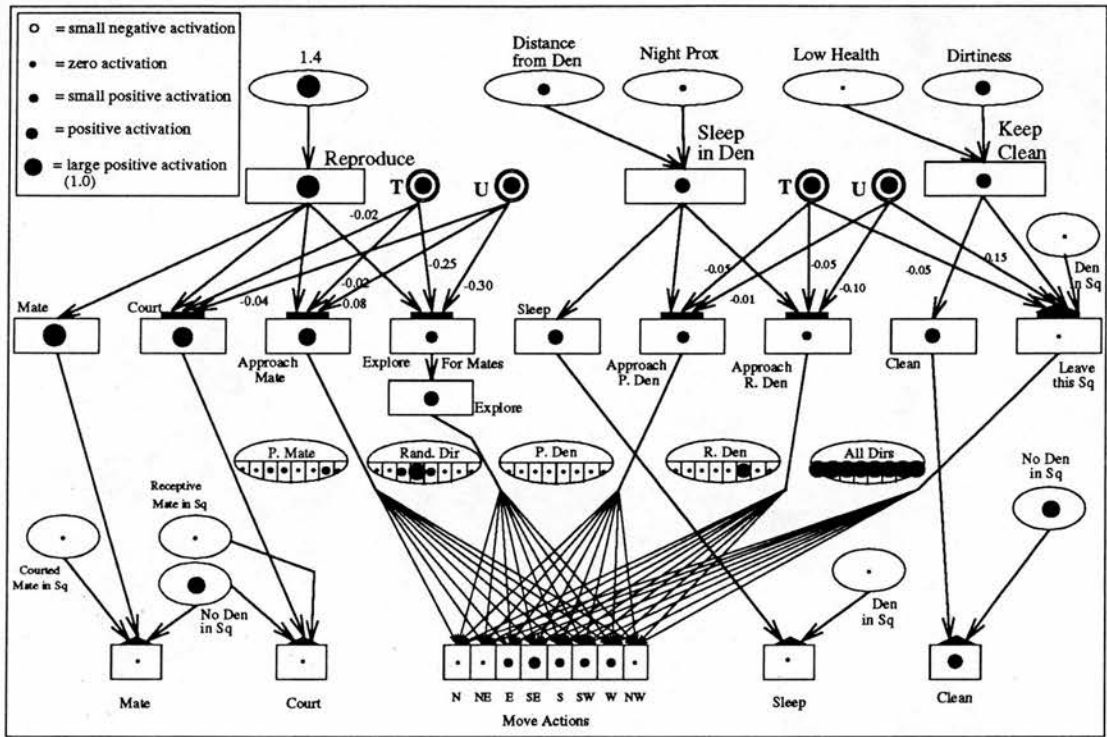 = small negative activation
= zero activation
= small positive activation
= positive activation
= large positive activation
(1.0)
1.4
Distance
from Den
Night Prox
Low Health
Dirtiness
Reproduce
T
U
Sleep
in Den
T
U
Keep
Clean
-0.02
-0.25
-0.02
-0.30
-0.04
-0.08
-0.05
-0.05
-0.01
-0.10
-0.05
-0.15
Den
in Sq
Mate
Court
Approach
Mate
Explore
For Mates
Explore
Sleep
Approach
P. Den
Approach
R. Den
Clean
Leave
this Sq
P. Mate
Rand. Dir
P. Den
R. Den
All Dirs
No Den
in Sq
Receptive
Mate in Sq
Courted
Mate in Sq
No Den
in Sq
Den
in Sq
Mate
Court
N NE E SE S SW W NW
Move Actions
Sleep
Clean